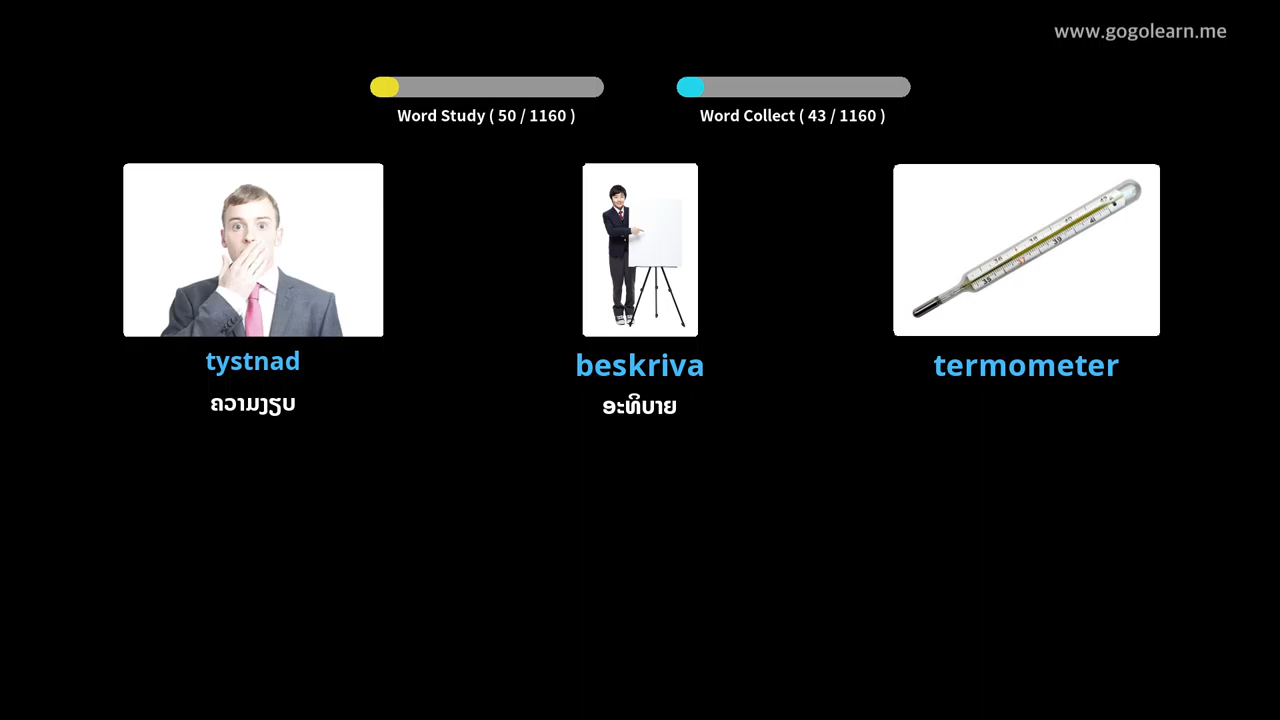 www.gogolearn.me
Word Study ( 50 / 1160 )
Word Collect ( 43 / 1160 )
tystnad
ຄວາມງຽບ
beskriva
ອະທິບາຍ
termometer